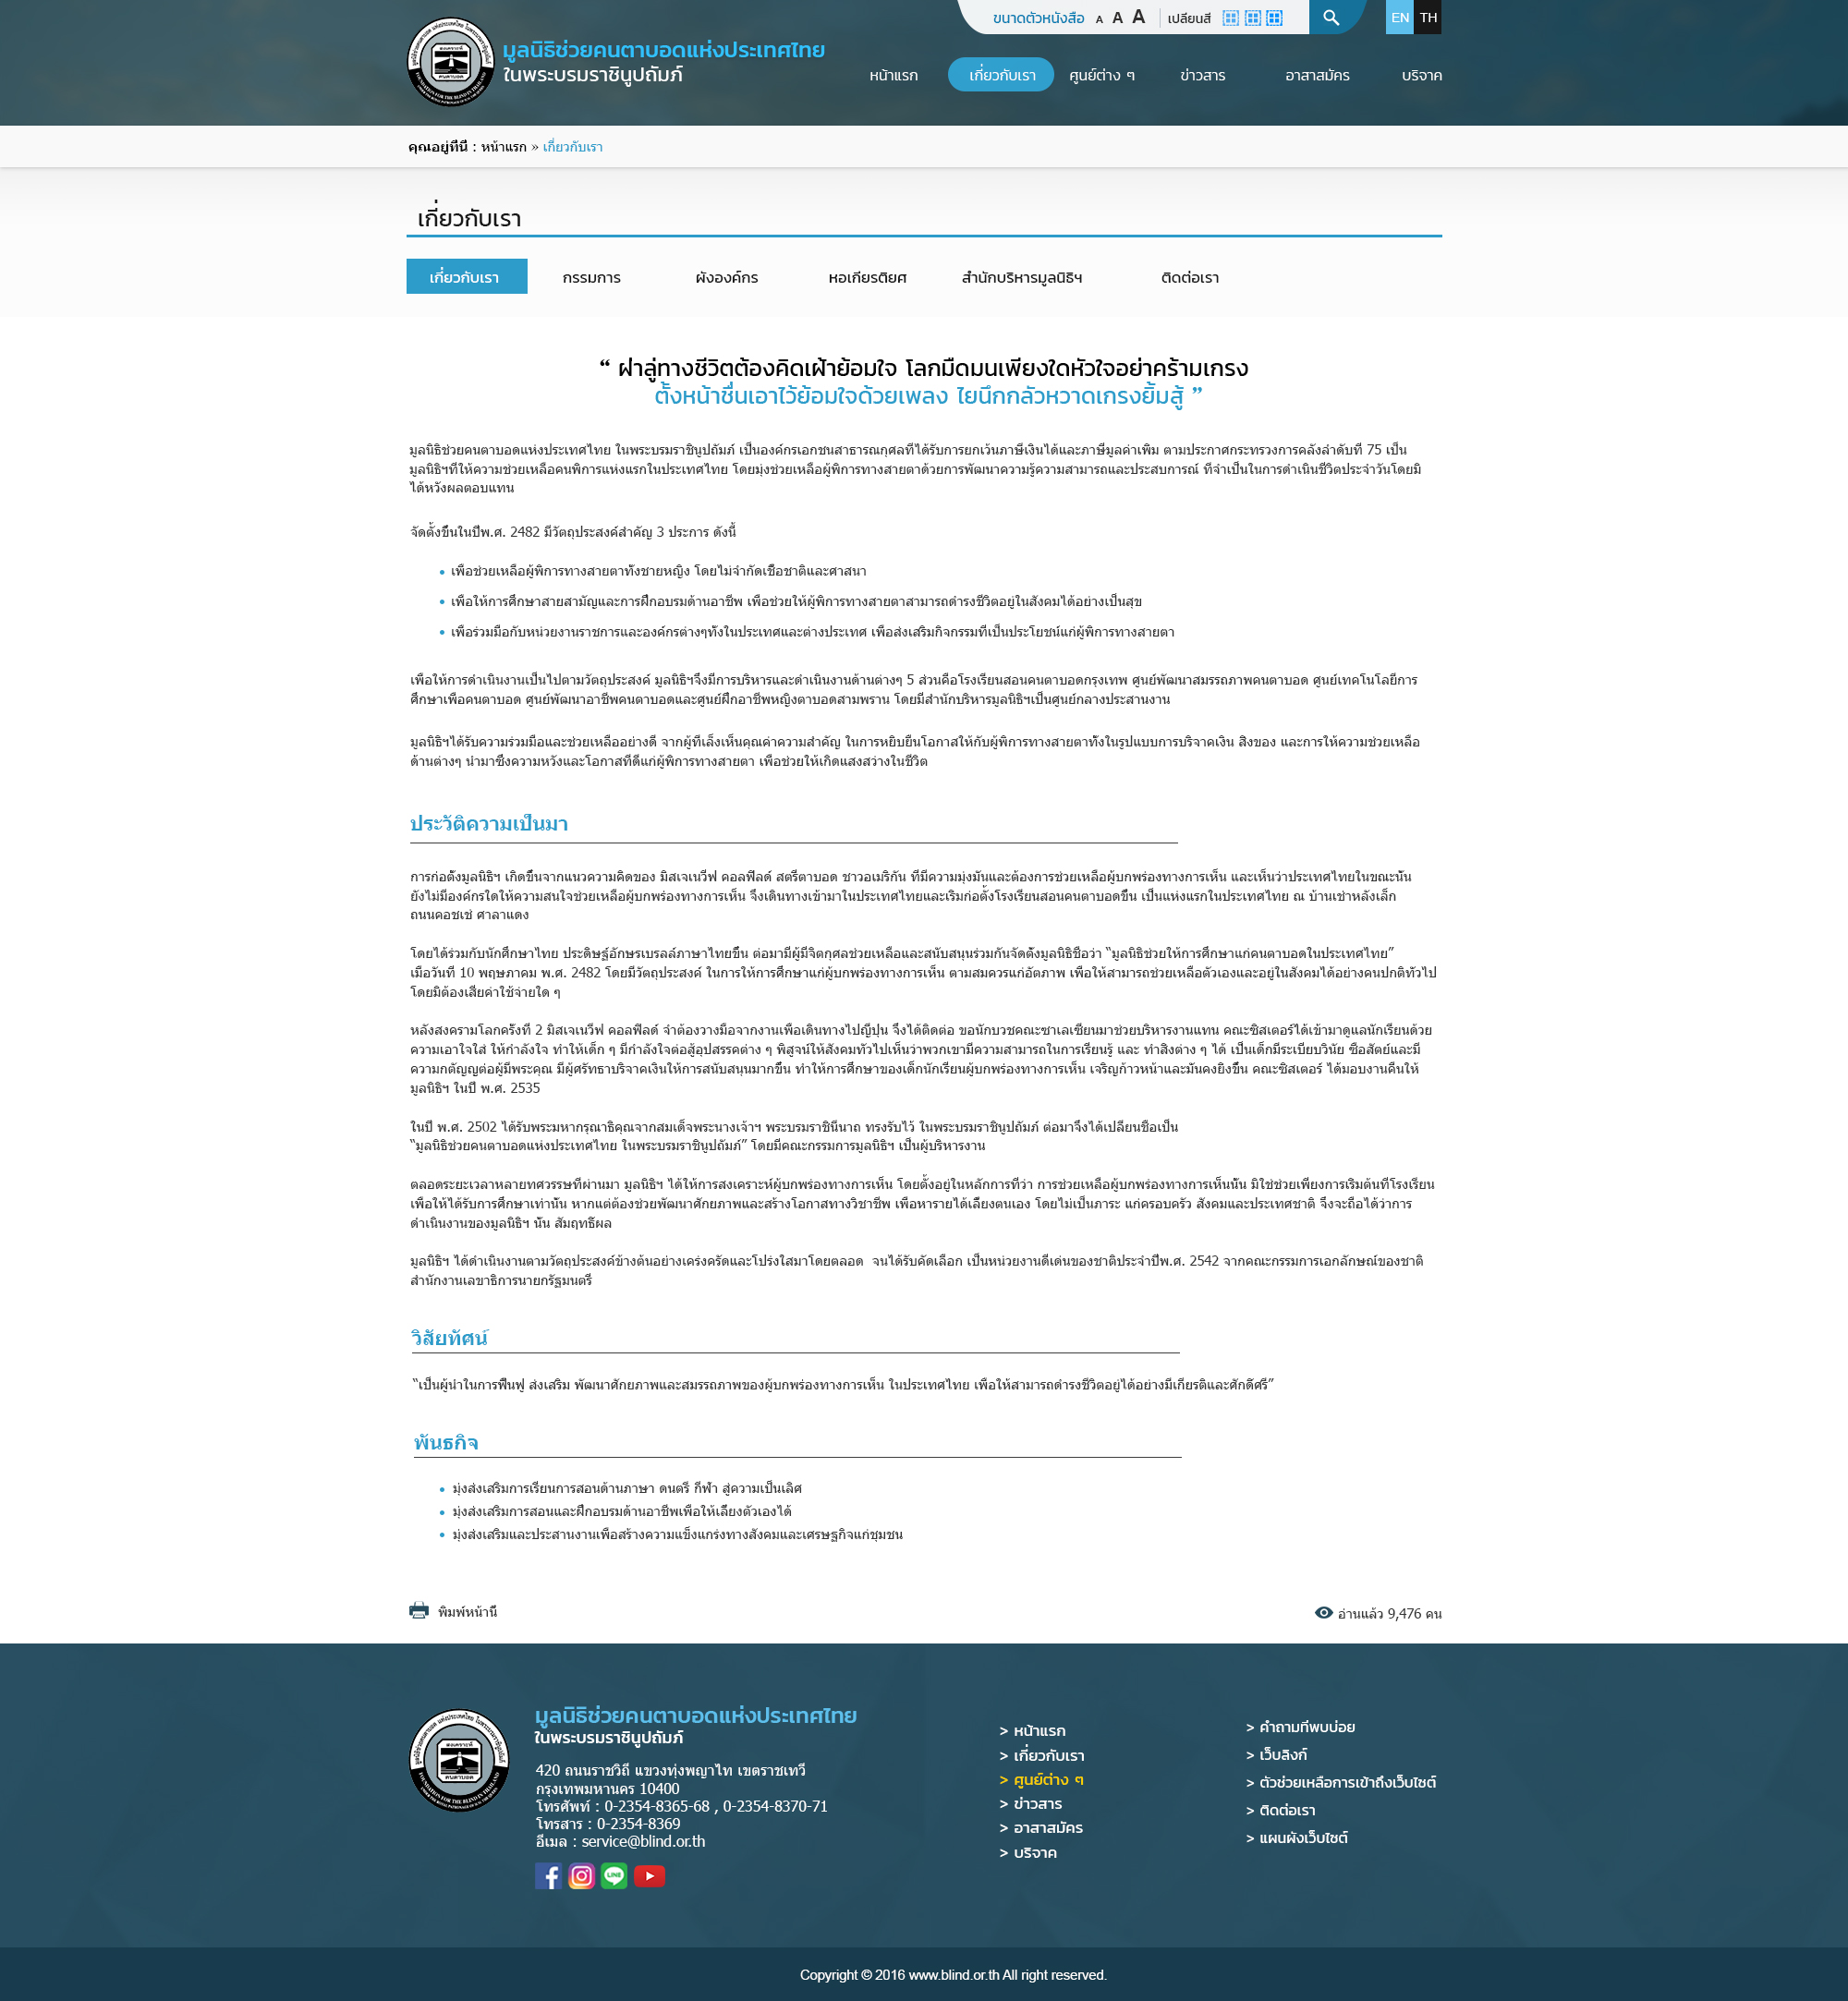 ขนาดตัวหนังสือ A A A เปลี่ยนสี EN TH
มูลนิธิช่วยคนตาบอดแห่งประเทศไทย
ในพระบรมราชินูปถัมภ์
หน้าแรก เกี่ยวกับเรา ศูนย์ต่าง ๆ ข่าวสาร อาสาสมัคร บริจาค
คุณอยู่ที่นี่ : หน้าแรก » เกี่ยวกับเรา
เกี่ยวกับเรา
เกี่ยวกับเรา กรรมการ ผังองค์กร หอเกียรติยศ สำนักบริหารมูลนิธิฯ ติดต่อเรา
“ ฝ่าลู่ทางชีวิตต้องคิดเฝ้าย้อมใจ โลกมืดมนเพียงใดหัวใจอย่าคร้ามเกรง
ตั้งหน้าชื่นเอาไว้ย้อมใจด้วยเพลง ไยนึกกลัวหวาดเกรงยิ้มสู้ ”
มูลนิธิช่วยคนตาบอดแห่งประเทศไทย ในพระบรมราชินูปถัมภ์ เป็นองค์กรเอกชนสาธารณกุศลที่ได้รับการยกเว้นภาษีเงินได้และภาษีมูลค่าเพิ่ม ตามประกาศกระทรวงการคลังลำดับที่ 75 เป็น
มูลนิธิฯที่ให้ความช่วยเหลือคนพิการแห่งแรกในประเทศไทย โดยมุ่งช่วยเหลือผู้พิการทางสายตาด้วยการพัฒนาความรู้ความสามารถและประสบการณ์ ที่จำเป็นในการดำเนินชีวิตประจำวันโดยมิ
ได้หวังผลตอบแทน
จัดตั้งขึ้นในปีพ.ศ. 2482 มีวัตถุประสงค์สำคัญ 3 ประการ ดังนี้
• เพื่อช่วยเหลือผู้พิการทางสายตาทั้งชายหญิง โดยไม่จำกัดเชื้อชาติและศาสนา
• เพื่อให้การศึกษาสายสามัญและการฝึกอบรมด้านอาชีพ เพื่อช่วยให้ผู้พิการทางสายตาสามารถดำรงชีวิตอยู่ในสังคมได้อย่างเป็นสุข
• เพื่อร่วมมือกับหน่วยงานราชการและองค์กรต่างๆทั้งในประเทศและต่างประเทศ เพื่อส่งเสริมกิจกรรมที่เป็นประโยชน์แก่ผู้พิการทางสายตา
เพื่อให้การดำเนินงานเป็นไปตามวัตถุประสงค์ มูลนิธิฯจึงมีการบริหารและดำเนินงานด้านต่างๆ 5 ส่วนคือโรงเรียนสอนคนตาบอดกรุงเทพ ศูนย์พัฒนาสมรรถภาพคนตาบอด ศูนย์เทคโนโลยีการ
ศึกษาเพื่อคนตาบอด ศูนย์พัฒนาอาชีพคนตาบอดและศูนย์ฝึกอาชีพหญิงตาบอดสามพราน โดยมีสำนักบริหารมูลนิธิฯเป็นศูนย์กลางประสานงาน
มูลนิธิฯได้รับความร่วมมือและช่วยเหลืออย่างดี จากผู้ที่เล็งเห็นคุณค่าความสำคัญ ในการหยิบยื่นโอกาสให้กับผู้พิการทางสายตาทั้งในรูปแบบการบริจาคเงิน สิ่งของ และการให้ความช่วยเหลือ
ด้านต่างๆ นำมาซึ่งความหวังและโอกาสที่ดีแก่ผู้พิการทางสายตา เพื่อช่วยให้เกิดแสงสว่างในชีวิต
ประวัติความเป็นมา
การก่อตั้งมูลนิธิฯ เกิดขึ้นจากแนวความคิดของ มิสเจเนวีฟ คอลฟิลด์ สตรีตาบอด ชาวอเมริกัน ที่มีความมุ่งมั่นและต้องการช่วยเหลือผู้บกพร่องทางการเห็น และเห็นว่าประเทศไทยในขณะนั้น
ยังไม่มีองค์กรใดให้ความสนใจช่วยเหลือผู้บกพร่องทางการเห็น จึงเดินทางเข้ามาในประเทศไทยและเริ่มก่อตั้งโรงเรียนสอนคนตาบอดขึ้น เป็นแห่งแรกในประเทศไทย ณ บ้านเช่าหลังเล็ก
ถนนคอชเช่ ศาลาแดง
โดยได้ร่วมกับนักศึกษาไทย ประดิษฐ์อักษรเบรลล์ภาษาไทยขึ้น ต่อมามีผู้มีจิตกุศลช่วยเหลือและสนับสนุนร่วมกันจัดตั้งมูลนิธิชื่อว่า “มูลนิธิช่วยให้การศึกษาแก่คนตาบอดในประเทศไทย”
เมื่อวันที่ 10 พฤษภาคม พ.ศ. 2482 โดยมีวัตถุประสงค์ ในการให้การศึกษาแก่ผู้บกพร่องทางการเห็น ตามสมควรแก่อัตภาพ เพื่อให้สามารถช่วยเหลือตัวเองและอยู่ในสังคมได้อย่างคนปกติทั่วไป
โดยมิต้องเสียค่าใช้จ่ายใด ๆ
หลังสงครามโลกครั้งที่ 2 มิสเจเนวีฟ คอลฟิลด์ จำต้องวางมือจากงานเพื่อเดินทางไปญี่ปุ่น จึงได้ติดต่อ ขอนักบวชคณะซาเลเซียนมาช่วยบริหารงานแทน คณะซิสเตอร์ได้เข้ามาดูแลนักเรียนด้วย
ความเอาใจใส่ ให้กำลังใจ ทำให้เด็ก ๆ มีกำลังใจต่อสู้อุปสรรคต่าง ๆ พิสูจน์ให้สังคมทั่วไปเห็นว่าพวกเขามีความสามารถในการเรียนรู้ และ ทำสิ่งต่าง ๆ ได้ เป็นเด็กมีระเบียบวินัย ซื่อสัตย์และมี
ความกตัญญูต่อผู้มีพระคุณ มีผู้ศรัทธาบริจาคเงินให้การสนับสนุนมากขึ้น ทำให้การศึกษาของเด็กนักเรียนผู้บกพร่องทางการเห็น เจริญก้าวหน้าและมั่นคงยิ่งขึ้น คณะซิสเตอร์ ได้มอบงานคืนให้
มูลนิธิฯ ในปี พ.ศ. 2535
ในปี พ.ศ. 2502 ได้รับพระมหากรุณาธิคุณจากสมเด็จพระนางเจ้าฯ พระบรมราชินีนาถ ทรงรับไว้ ในพระบรมราชินูปถัมภ์ ต่อมาจึงได้เปลี่ยนชื่อเป็น
“มูลนิธิช่วยคนตาบอดแห่งประเทศไทย ในพระบรมราชินูปถัมภ์” โดยมีคณะกรรมการมูลนิธิฯ เป็นผู้บริหารงาน
ตลอดระยะเวลาหลายทศวรรษที่ผ่านมา มูลนิธิฯ ได้ให้การสงเคราะห์ผู้บกพร่องทางการเห็น โดยตั้งอยู่ในหลักการที่ว่า การช่วยเหลือผู้บกพร่องทางการเห็นนั้น มิใช่ช่วยเพียงการเริ่มต้นที่โรงเรียน
เพื่อให้ได้รับการศึกษาเท่านั้น หากแต่ต้องช่วยพัฒนาศักยภาพและสร้างโอกาสทางวิชาชีพ เพื่อหารายได้เลี้ยงตนเอง โดยไม่เป็นภาระ แก่ครอบครัว สังคมและประเทศชาติ จึงจะถือได้ว่าการ
ดำเนินงานของมูลนิธิฯ นั้น สัมฤทธิ์ผล
มูลนิธิฯ ได้ดำเนินงานตามวัตถุประสงค์ข้างต้นอย่างเคร่งครัดและโปร่งใสมาโดยตลอด จนได้รับคัดเลือก เป็นหน่วยงานดีเด่นของชาติประจำปีพ.ศ. 2542 จากคณะกรรมการเอกลักษณ์ของชาติ
สำนักงานเลขาธิการนายกรัฐมนตรี
วิสัยทัศน์
“เป็นผู้นำในการฟื้นฟู ส่งเสริม พัฒนาศักยภาพและสมรรถภาพของผู้บกพร่องทางการเห็น ในประเทศไทย เพื่อให้สามารถดำรงชีวิตอยู่ได้อย่างมีเกียรติและศักดิ์ศรี”
พันธกิจ
• มุ่งส่งเสริมการเรียนการสอนด้านภาษา ดนตรี กีฬา สู่ความเป็นเลิศ
• มุ่งส่งเสริมการสอนและฝึกอบรมด้านอาชีพเพื่อให้เลี้ยงตัวเองได้
• มุ่งส่งเสริมและประสานงานเพื่อสร้างความแข็งแกร่งทางสังคมและเศรษฐกิจแก่ชุมชน
พิมพ์หน้านี้ อ่านแล้ว 9,476 คน
มูลนิธิช่วยคนตาบอดแห่งประเทศไทย
ในพระบรมราชินูปถัมภ์
420 ถนนราชวิถี แขวงทุ่งพญาไท เขตราชเทวี
กรุงเทพมหานคร 10400
โทรศัพท์ : 0-2354-8365-68 , 0-2354-8370-71
โทรสาร : 0-2354-8369
อีเมล : service@blind.or.th
> หน้าแรก
> เกี่ยวกับเรา
> ศูนย์ต่าง ๆ
> ข่าวสาร
> อาสาสมัคร
> บริจาค
> คำถามที่พบบ่อย
> เว็บลิงก์
> ตัวช่วยเหลือการเข้าถึงเว็บไซต์
> ติดต่อเรา
> แผนผังเว็บไซต์
Copyright © 2016 www.blind.or.th All right reserved.